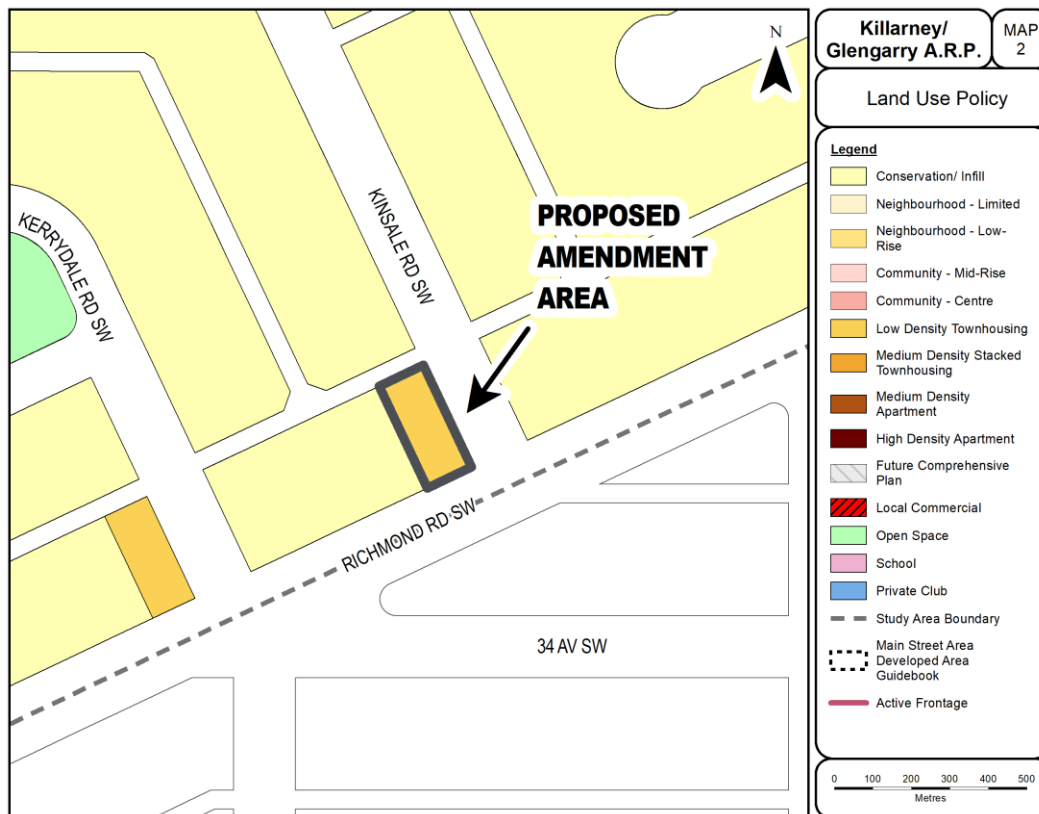 Killarney/
Glengarry A.R.P.
MAP
2
Land Use Policy
Legend
Conservation/ Infill
Neighbourhood - Limited
Neighbourhood - Low-
Rise
Community - Mid-Rise
Community - Centre
Low Density Townhousing
Medium Density Stacked
Townhousing
Medium Density
Apartment
High Density Apartment
Future Comprehensive
Plan
Local Commercial
Open Space
School
Private Club
Study Area Boundary
Main Street Area
Developed Area
Guidebook
Active Frontage
0 100 200 300 400 500
Metres
N
KINSALE RD SW
KERRYDALE RD SW
PROPOSED
AMENDMENT
AREA
RICHMOND RD SW
34 AV SW